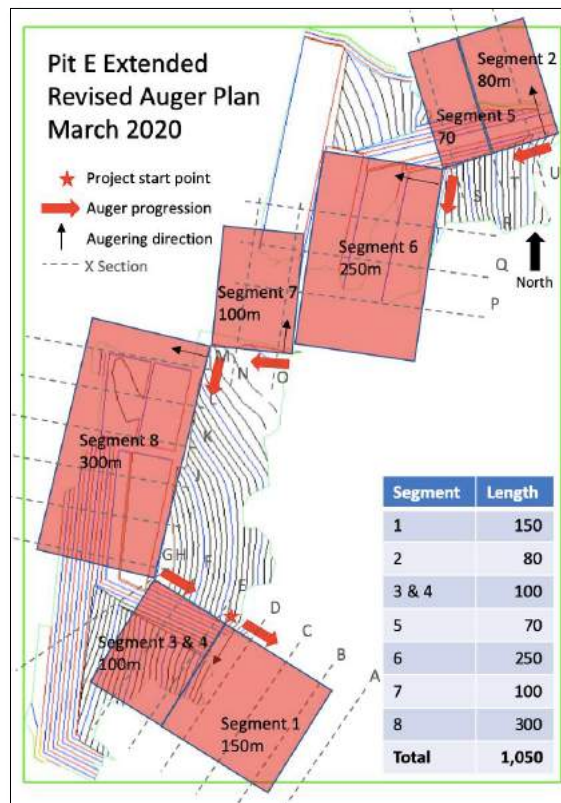 Pit E Extended
Revised Auger Plan
March 2020
Project start point
Auger progression
Augering direction
X Section
Segment 2
80m
Segment 5
70
U
T
S
R
Q
P
North
Segment 6
250m
Segment 7
100m
M
N
O
Segment 8
300m
K
J
G H
F
E
D
C
B
A
Segment 3 & 4
100m
Segment 1
150m
Segment Length
1 150
2 80
3 & 4 100
5 70
6 250
7 100
8 300
Total 1,050